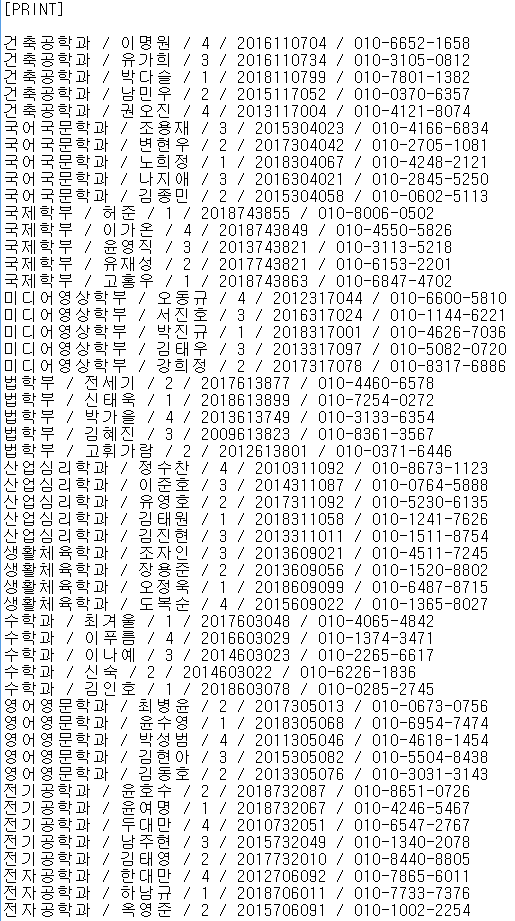 [PRINT]
건축공학과 / 이명원 / 4 / 2016110704 / 010-6652-1658
건축공학과 / 유가희 / 3 / 2016110734 / 010-3105-0812
건축공학과 / 박다슬 / 1 / 2018110799 / 010-7801-1382
건축공학과 / 남민우 / 2 / 2015117052 / 010-0370-6357
건축공학과 / 권오진 / 4 / 2013117004 / 010-4121-8074
국어국문학과 / 조용재 / 3 / 2015304023 / 010-4166-6834
국어국문학과 / 변현우 / 2 / 2017304042 / 010-2705-1081
국어국문학과 / 노희정 / 1 / 2018304067 / 010-4248-2121
국어국문학과 / 나지애 / 3 / 2016304021 / 010-2845-5250
국어국문학과 / 김종민 / 2 / 2015304058 / 010-0602-5113
국제학부 / 허준 / 1 / 2018743855 / 010-8006-0502
국제학부 / 이가온 / 4 / 2018743849 / 010-4550-5826
국제학부 / 윤영직 / 3 / 2013743821 / 010-3113-5218
국제학부 / 유재성 / 2 / 2017743821 / 010-6153-2201
국제학부 / 고홍우 / 1 / 2018743863 / 010-6847-4702
미디어영상학부 / 오동규 / 4 / 2012317044 / 010-6600-5810
미디어영상학부 / 서진호 / 3 / 2016317024 / 010-1144-6221
미디어영상학부 / 박진규 / 1 / 2018317001 / 010-4626-7036
미디어영상학부 / 김태우 / 3 / 2013317097 / 010-5082-0720
미디어영상학부 / 강희정 / 2 / 2017317078 / 010-8317-6886
법학부 / 전세기 / 2 / 2017613877 / 010-4460-6578
법학부 / 신태욱 / 1 / 2018613899 / 010-7254-0272
법학부 / 박가을 / 4 / 2013613749 / 010-3133-6354
법학부 / 김혜진 / 3 / 2009613823 / 010-8361-3567
법학부 / 고휘가람 / 2 / 2012613801 / 010-0371-6446
산업심리학과 / 정수찬 / 4 / 2010311092 / 010-8673-1123
산업심리학과 / 이준호 / 3 / 2014311087 / 010-0764-5888
산업심리학과 / 유영호 / 2 / 2017311092 / 010-5230-6135
산업심리학과 / 김태원 / 1 / 2018311058 / 010-1241-7626
산업심리학과 / 김진현 / 3 / 2013311011 / 010-1511-8754
생활체육학과 / 조자인 / 3 / 2013609021 / 010-4511-7245
생활체육학과 / 장용준 / 2 / 2013609056 / 010-1520-8802
생활체육학과 / 오정욱 / 1 / 2018609099 / 010-6487-8715
생활체육학과 / 도복순 / 4 / 2015609022 / 010-1365-8027
수학과 / 최겨울 / 1 / 2017603048 / 010-4065-4842
수학과 / 이푸름 / 4 / 2016603029 / 010-1374-3471
수학과 / 이나예 / 3 / 2014603023 / 010-2265-6617
수학과 / 신숙 / 2 / 2014603022 / 010-6226-1836
수학과 / 김인호 / 1 / 2018603078 / 010-0285-2745
영어영문학과 / 최병윤 / 2 / 2017305013 / 010-0673-0756
영어영문학과 / 윤수영 / 1 / 2018305068 / 010-6954-7474
영어영문학과 / 박성범 / 4 / 2011305046 / 010-4618-1454
영어영문학과 / 김현아 / 3 / 2015305082 / 010-5504-8438
영어영문학과 / 김동호 / 2 / 2013305076 / 010-3031-3143
전기공학과 / 윤호수 / 2 / 2018732087 / 010-8651-0726
전기공학과 / 윤여명 / 1 / 2018732067 / 010-4246-5467
전기공학과 / 두대만 / 4 / 2010732051 / 010-6547-2767
전기공학과 / 남주현 / 3 / 2015732049 / 010-1340-2078
전기공학과 / 김태영 / 2 / 2017732010 / 010-8440-8805
전자공학과 / 한대만 / 4 / 2012706092 / 010-7865-6011
전자공학과 / 하남규 / 1 / 2018706011 / 010-7733-7376
전자공학과 / 옥영준 / 2 / 2015706091 / 010-1002-2254